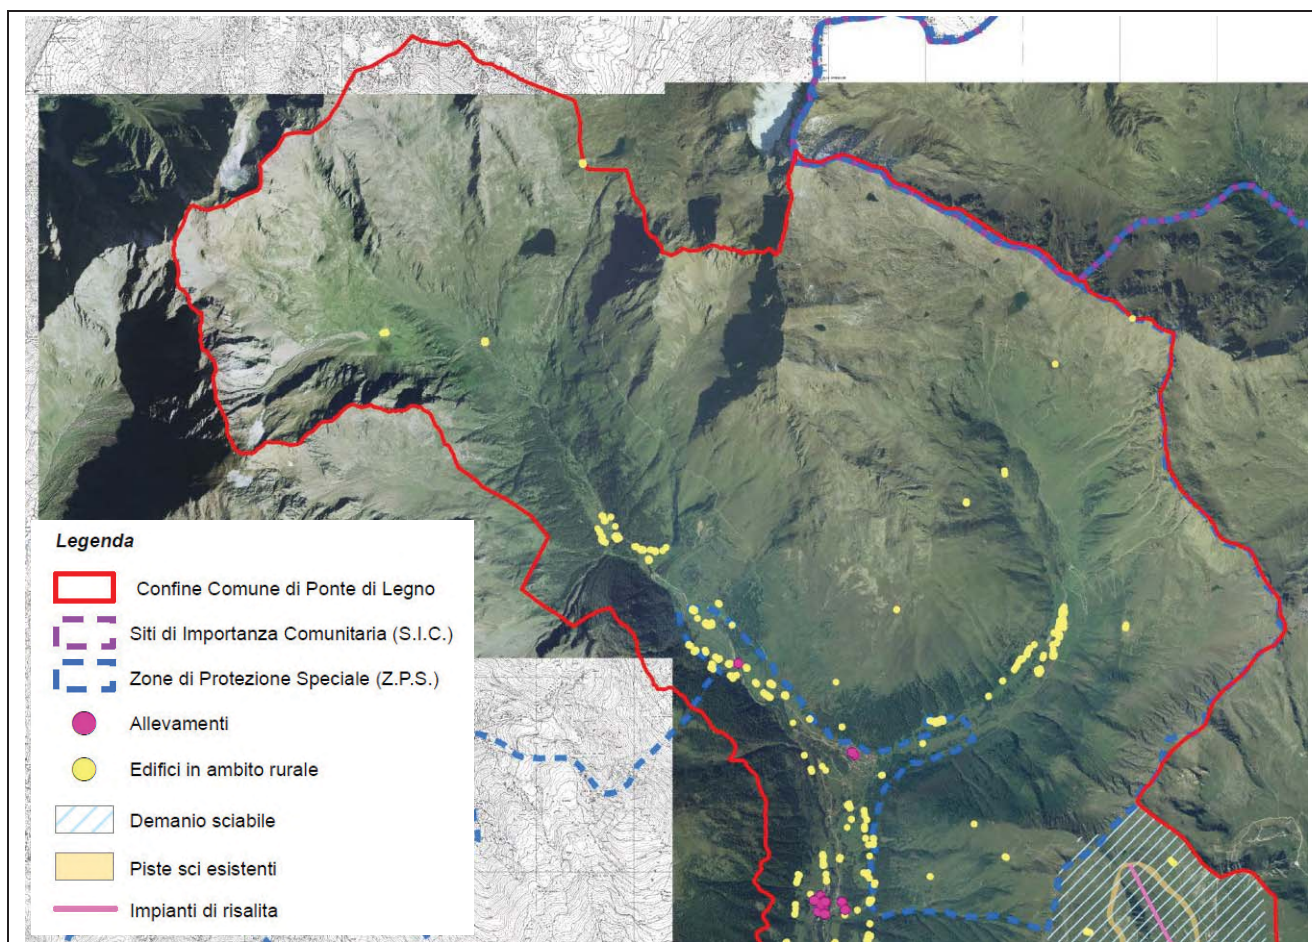 Legenda
Confine Comune di Ponte di Legno
Siti di Importanza Comunitaria (S.I.C.)
Zone di Protezione Speciale (Z.P.S.)
Allevamenti
Edifici in ambito rurale
Demanio sciabile
Piste sci esistenti
Impianti di risalita